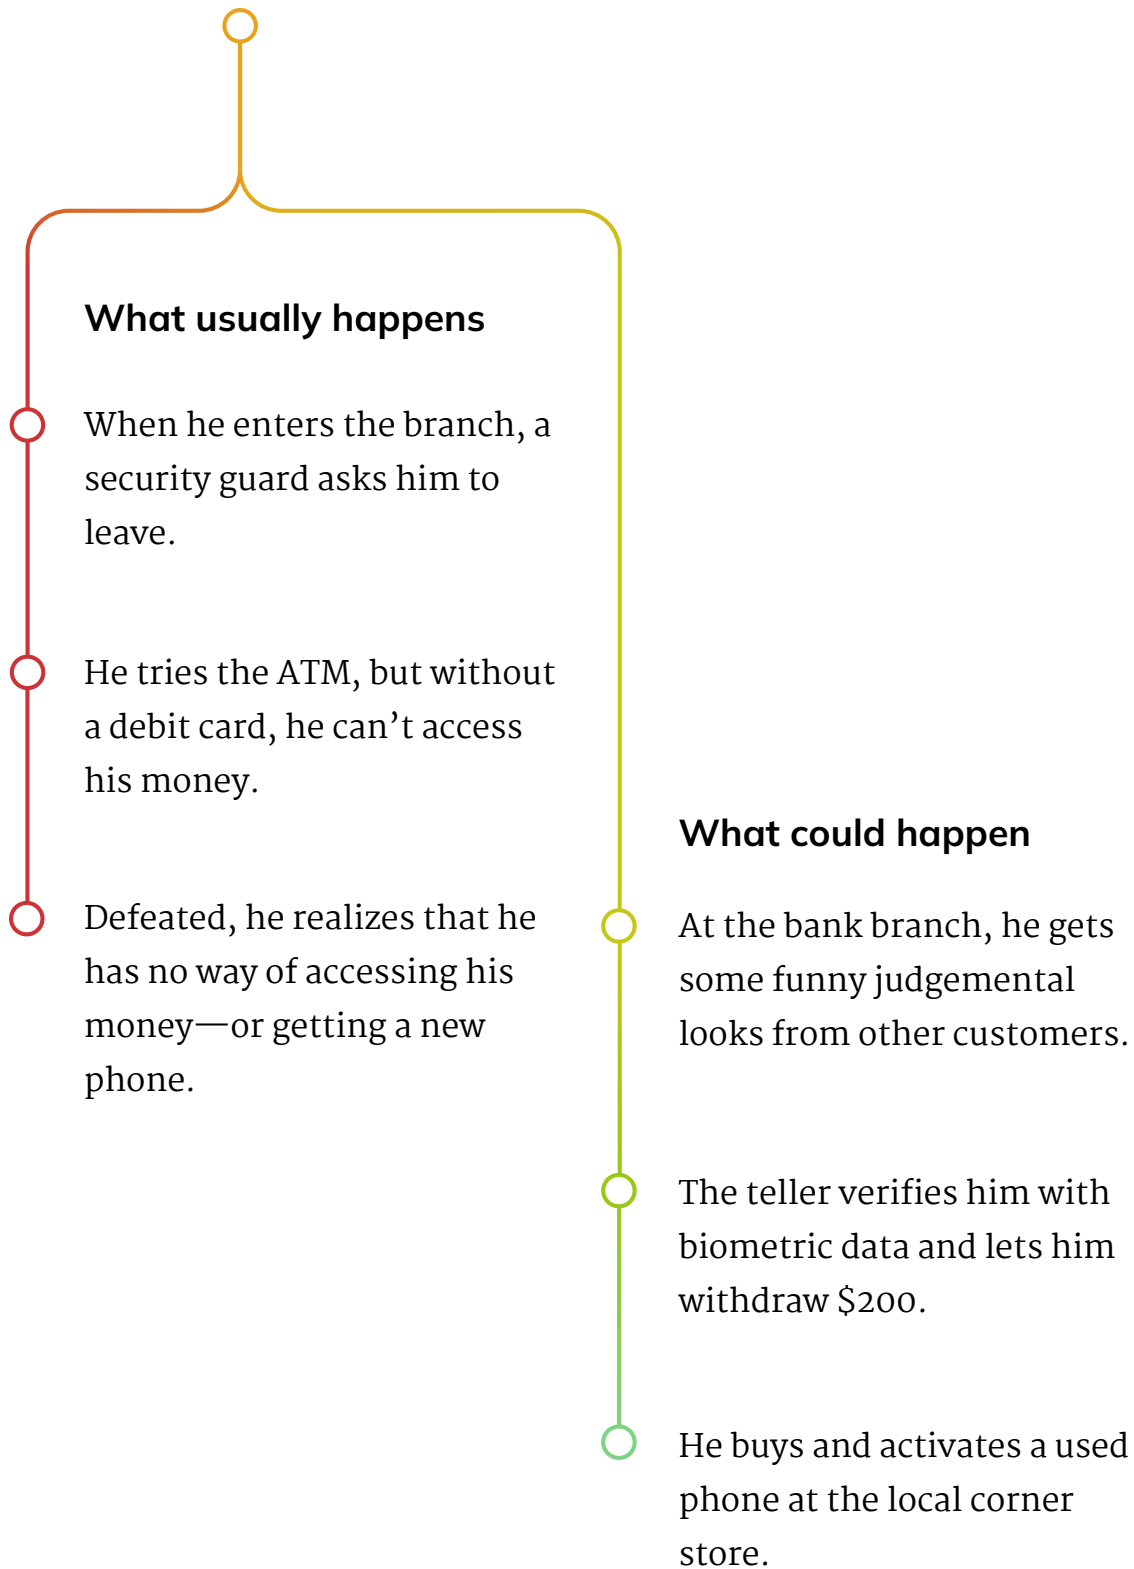 What usually happens
When he enters the branch, a
security guard asks him to
leave.
He tries the ATM, but without
a debit card, he can’t access
his money.
Defeated, he realizes that he
has no way of accessing his
money—or getting a new
phone.
What could happen
At the bank branch, he gets
some funny judgemental
looks from other customers.
The teller verifies him with
biometric data and lets him
withdraw $200.
He buys and activates a used
phone at the local corner
store.